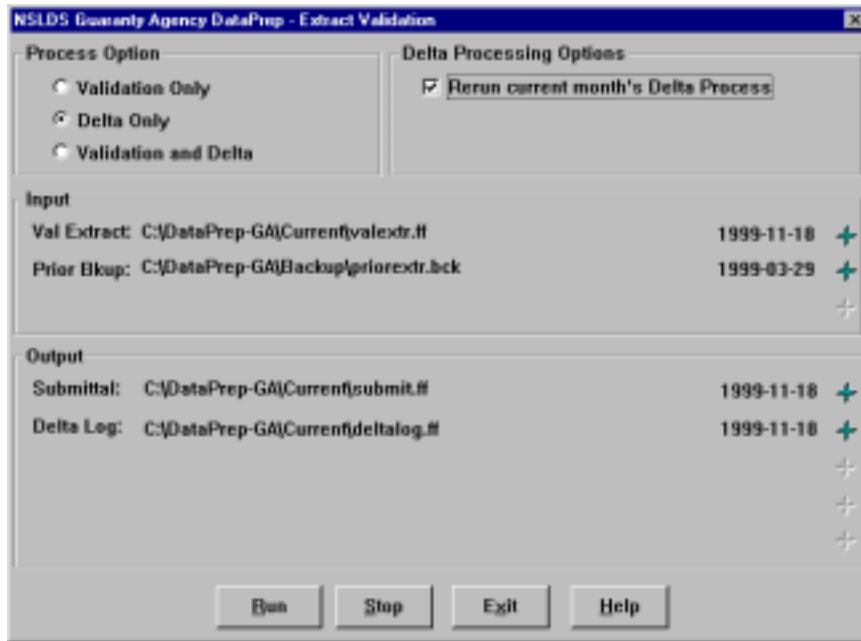 NSLDS Guaranty Agency DataPrep - Extract Validation
Process Option
Validation Only
Delta Only
Validation and Delta
Delta Processing Options
Rerun current month's Delta Process
Input
Val Extract: C:\DataPrep-GA\Current\valextr.ff 1999-11-18
Prior Bkup: C:\DataPrep-GA\Backup\priorextr.bck 1999-03-29
Output
Submittal: C:\DataPrep-GA\Current\submit.ff 1999-11-18
Delta Log: C:\DataPrep-GA\Current\deltalog.ff 1999-11-18
Run Stop Exit Help